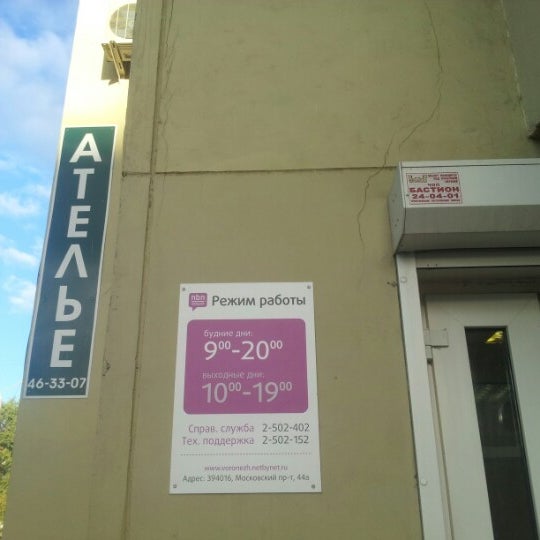 АТЕЛЬЕ
46-33-07
БАСТИОН
24-04-01
nbn
Режим работы
будние дни:
9⁰⁰-20⁰⁰
выходные дни:
10⁰⁰-19⁰⁰
Справ. служба 2-502-402
Тех. поддержка 2-502-152
www.voronezh.netbynet.ru
Адрес: 394016, Московский пр-т, 44а